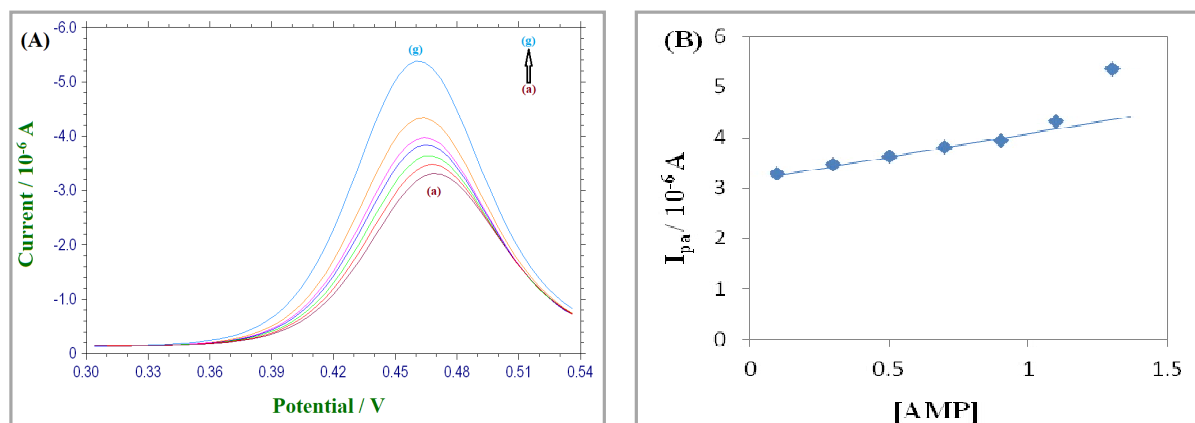 (A)
-6.0
-5.0
-4.0
-3.0
-2.0
-1.0
0
Current / 10⁻⁶ A
(g)
(g)
(a)
(a)
0.30 0.33 0.36 0.39 0.42 0.45 0.48 0.51 0.54
Potential / V
(B)
6
5
4
3
2
1
0
Ipa/ 10⁻⁶ A
0 0.5 1 1.5
[AMP]